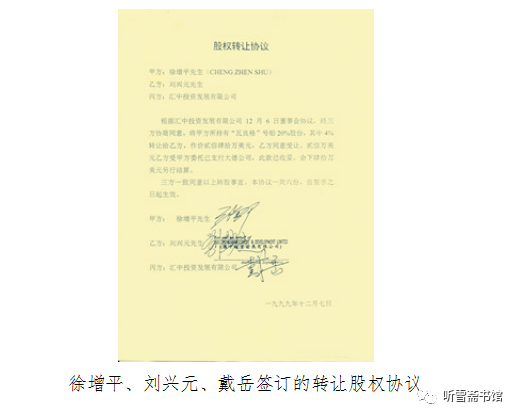 股权转让协议
甲方：徐增平先生（CHENG ZHEN SHU）
乙方：刘兴元先生
丙方：汇中投资发展有限公司
根据汇中投资发展有限公司 12 月 6 日董事会协议，经三
方协商同意，将甲方所持有“瓦良格”号船 20%股份，其中 4%
转让给乙方，作价贰佰肆拾万美元，乙方同意受让，贰佰万美
元乙方受甲方委托已支付大德公司，此款已结妥，余下肆拾万
美元另行结算。
三方一致同意以上转股事宜，本协议一式六份，自签字之
日起生效。
甲方：徐增平先生
乙方：刘兴元先生
丙方：汇中投资发展有限公司
一九九九年十二月七日
徐增平、刘兴元、戴岳签订的转让股权协议
听雪斋书馆